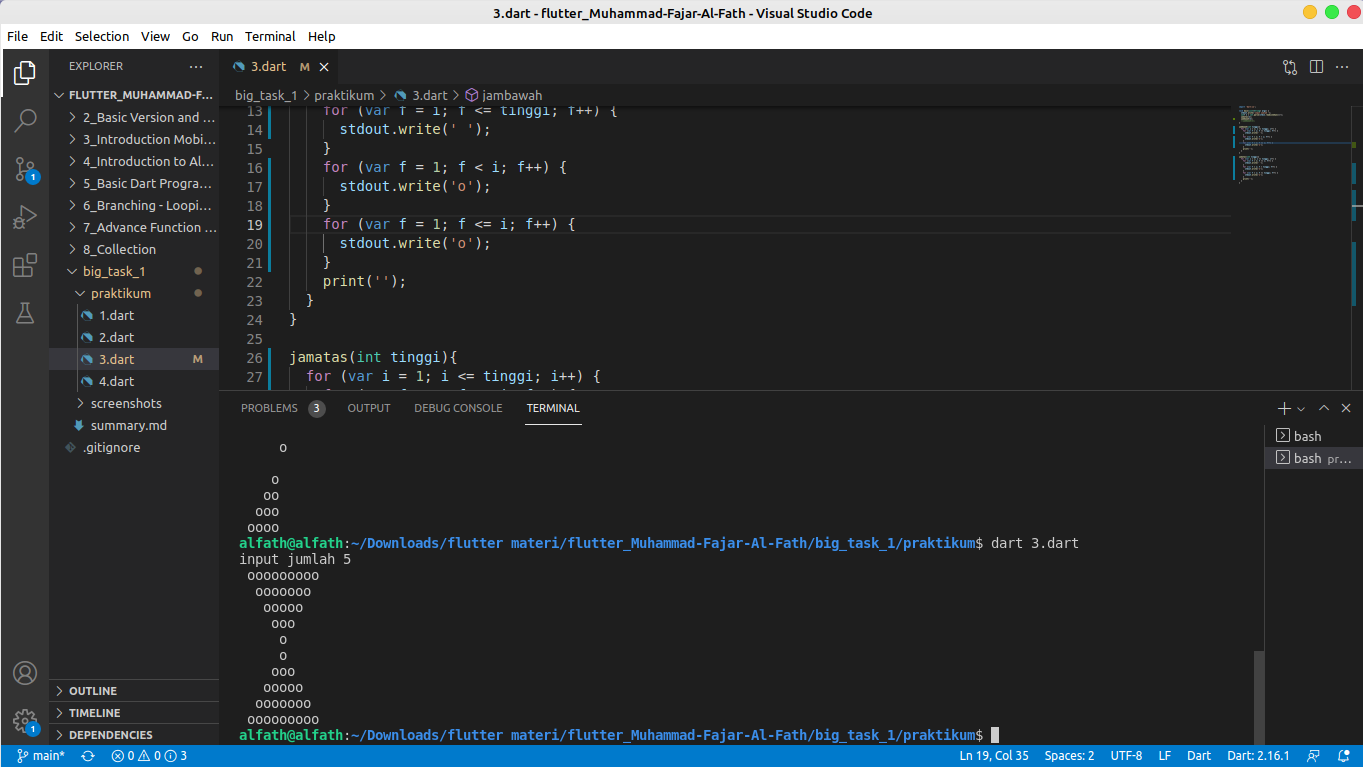 3.dart - flutter_Muhammad-Fajar-Al-Fath - Visual Studio Code
File Edit Selection View Go Run Terminal Help
EXPLORER
FLUTTER_MUHAMMAD-F...
2_Basic Version and ...
3_Introduction Mobi...
4_Introduction to Al...
5_Basic Dart Progra...
6_Branching - Loopi...
7_Advance Function ...
8_Collection
big_task_1
praktikum
1.dart
2.dart
3.dart M
4.dart
screenshots
summary.md
.gitignore
OUTLINE
TIMELINE
DEPENDENCIES
1
1
3.dart M
big_task_1 > praktikum > 3.dart > jambawah
13 for (var f = i; f <= tinggi; f++) {
14 stdout.write(' ');
15 }
16 for (var f = 1; f < i; f++) {
17 stdout.write('o');
18 }
19 for (var f = 1; f <= i; f++) {
20 stdout.write('o');
21 }
22 print('');
23 }
24 }
25
26 jamatas(int tinggi){
27 for (var i = 1; i <= tinggi; i++) {
PROBLEMS 3 OUTPUT DEBUG CONSOLE TERMINAL
o
o
oo
ooo
oooo
alfath@alfath:~/Downloads/flutter materi/flutter_Muhammad-Fajar-Al-Fath/big_task_1/praktikum$ dart 3.dart
input jumlah 5
ooooooooo
ooooooo
ooooo
ooo
o
o
ooo
ooooo
ooooooo
ooooooooo
alfath@alfath:~/Downloads/flutter materi/flutter_Muhammad-Fajar-Al-Fath/big_task_1/praktikum$
bash
bash pr...
main* 0 0 3 Ln 19, Col 35 Spaces: 2 UTF-8 LF Dart Dart: 2.16.1